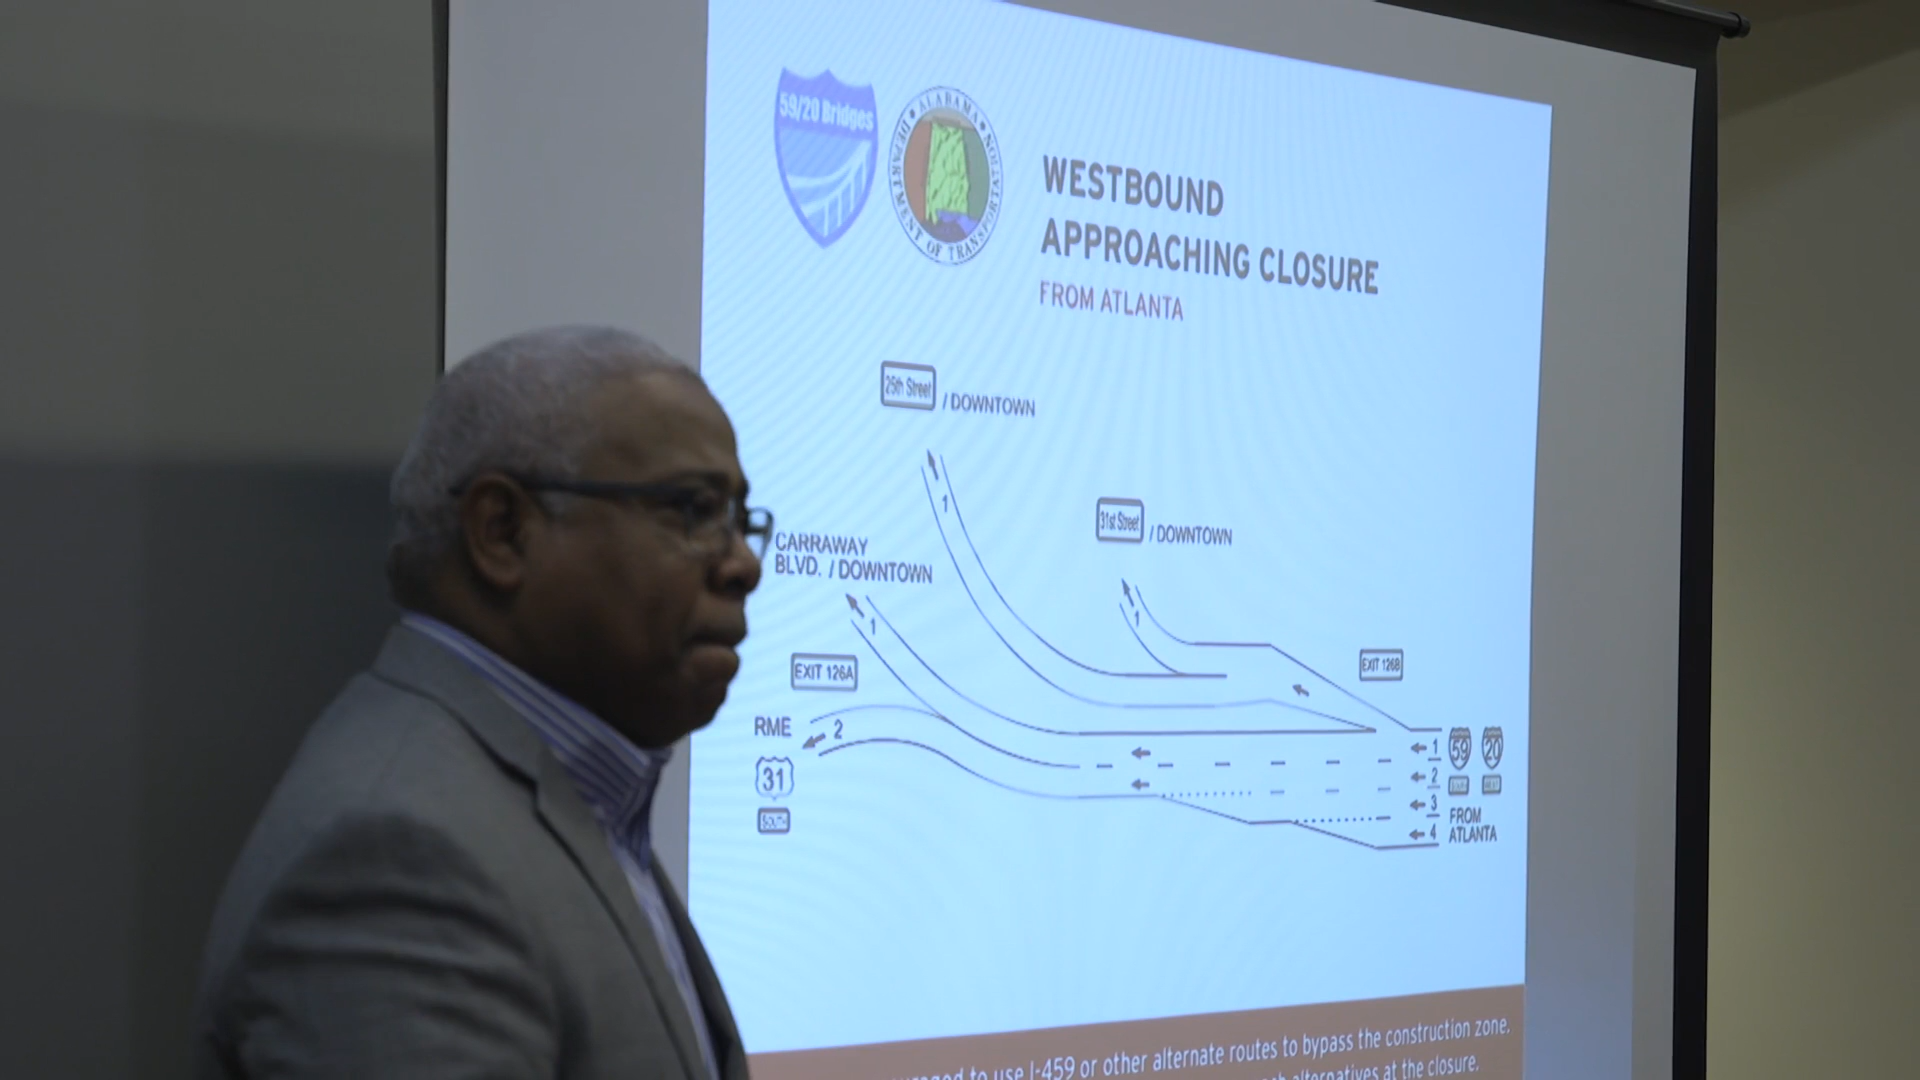 59/20 Bridges
ALABAMA DEPARTMENT OF TRANSPORTATION
WESTBOUND
APPROACHING CLOSURE
FROM ATLANTA
25th Street / DOWNTOWN
31st Street / DOWNTOWN
CARRAWAY
BLVD. / DOWNTOWN
1
1
1
EXIT 126A
EXIT 126B
RME
2
31
SOUTH
1
59
20
2
3
FROM
4
ATLANTA
to use I-459 or other alternate routes to bypass the construction zone.
alternatives at the closure.